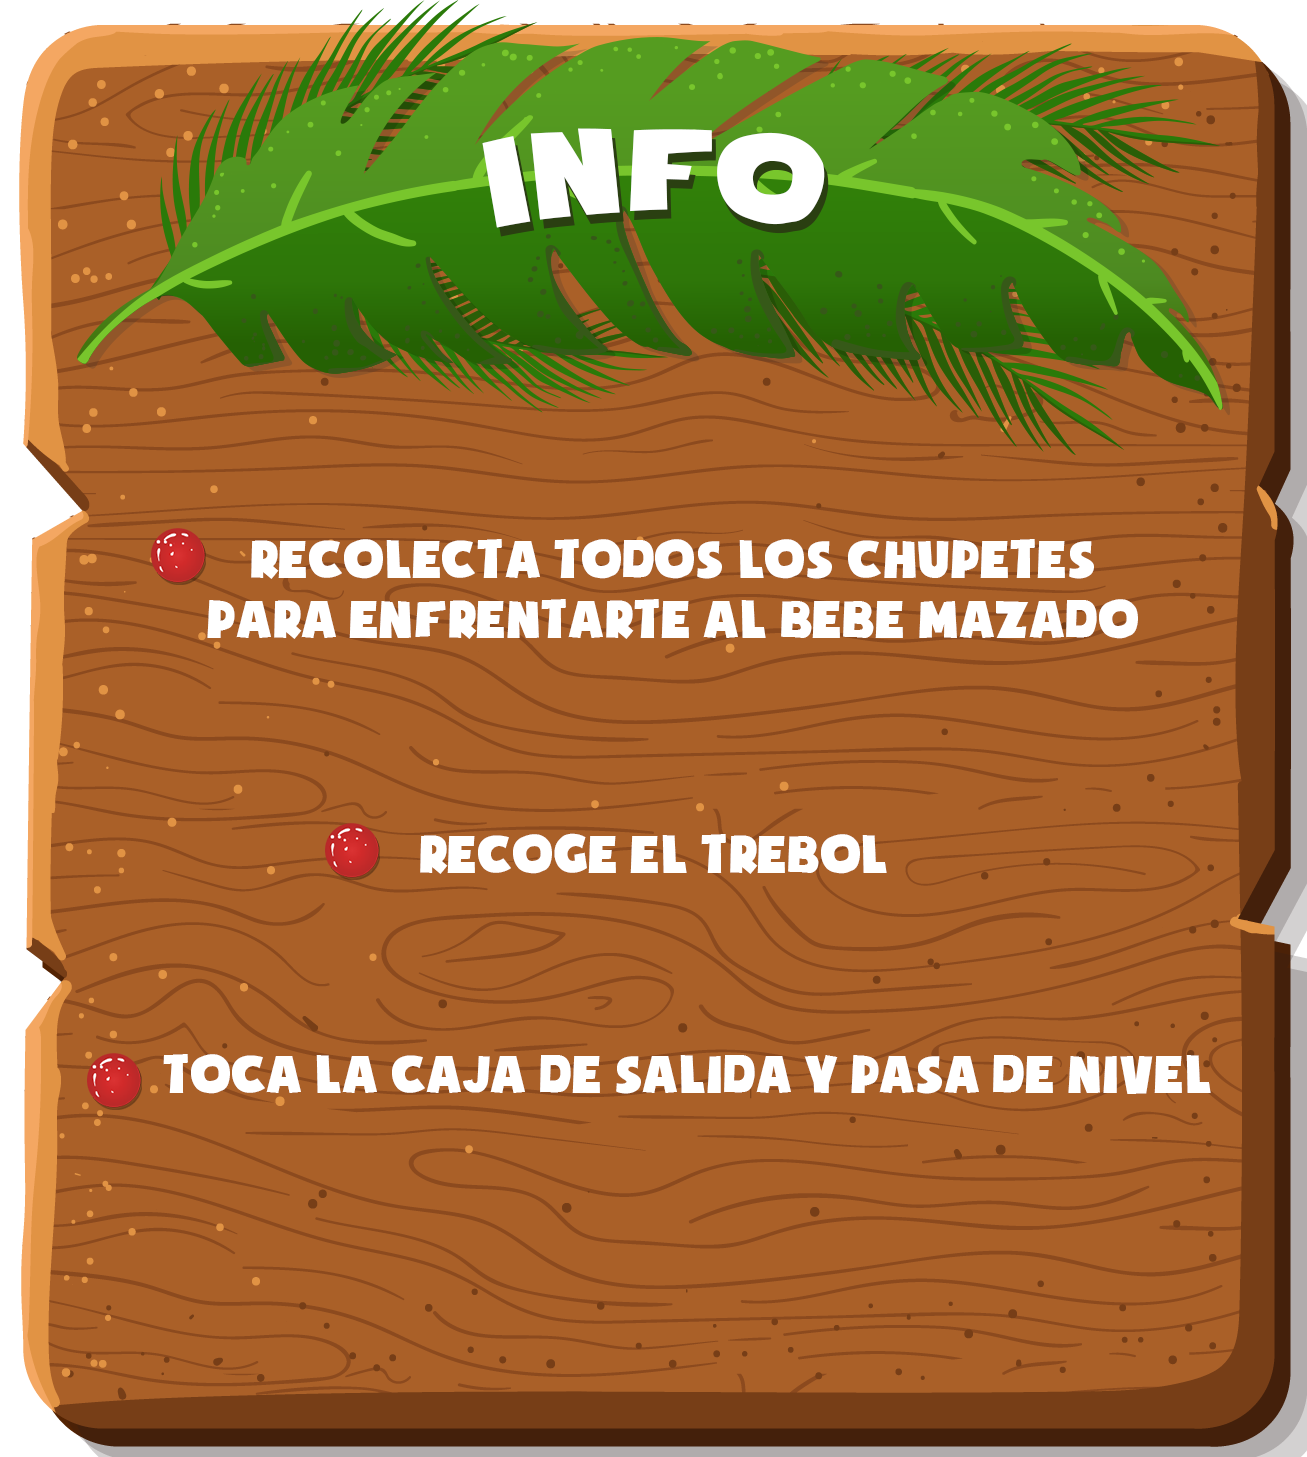 INFO
RECOLECTA TODOS LOS CHUPETES
PARA ENFRENTARTE AL BEBE MAZADO
RECOGE EL TREBOL
TOCA LA CAJA DE SALIDA Y PASA DE NIVEL